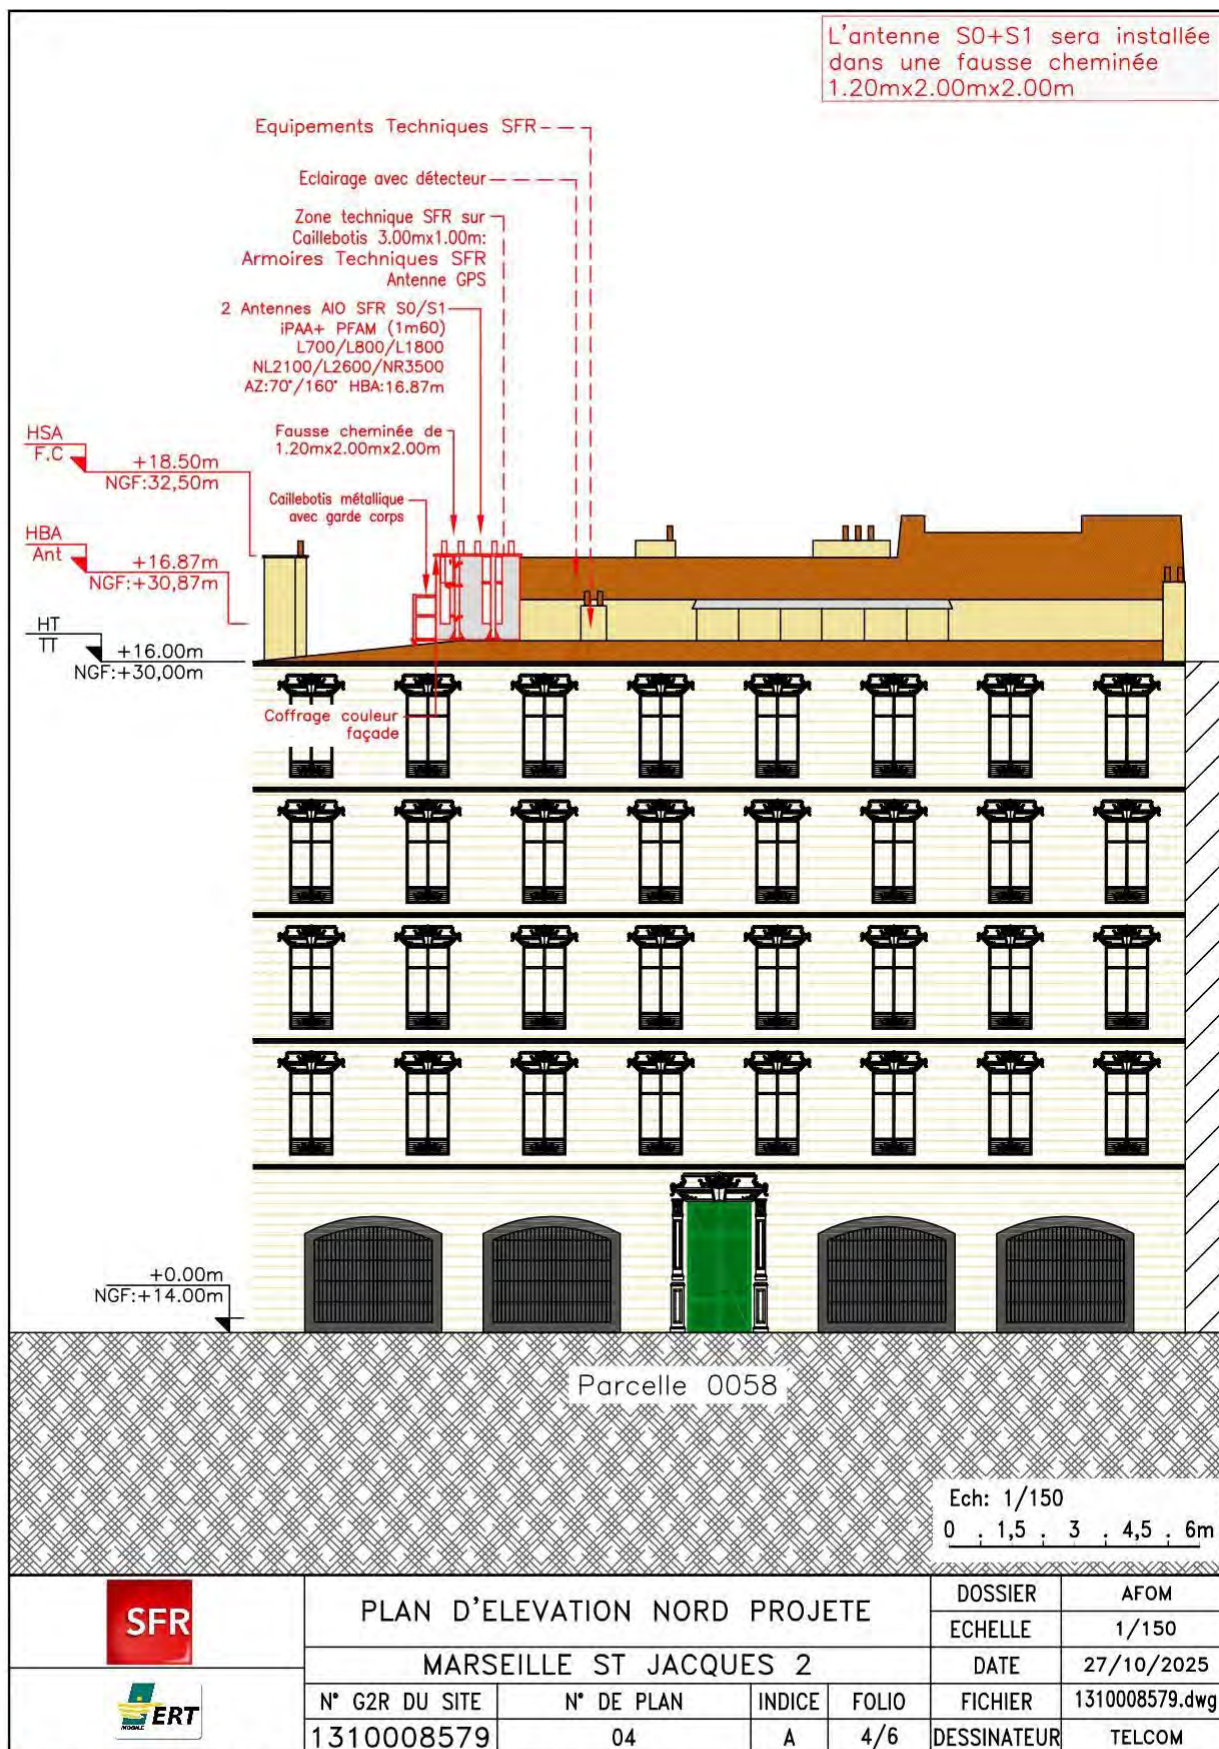 L'antenne S0+S1 sera installée
dans une fausse cheminée
1.20mx2.00mx2.00m
Equipements Techniques SFR
Eclairage avec détecteur
Zone technique SFR sur
Caillebotis 3.00mx1.00m:
Armoires Techniques SFR
Antenne GPS
2 Antennes AIO SFR S0/S1
iPAA+ PFAM (1m60)
L700/L800/L1800
NL2100/L2600/NR3500
AZ:70°/160° HBA:16.87m
Fausse cheminée de
1.20mx2.00mx2.00m
Caillebotis métallique
avec garde corps
HSA
F.C
+18.50m
NGF:32,50m
HBA
Ant
+16.87m
NGF:+30,87m
HT
TT
+16.00m
NGF:+30,00m
Coffrage couleur
façade
+0.00m
NGF:+14.00m
Parcelle 0058
Ech: 1/150
0 . 1,5 . 3 . 4,5 . 6m
SFR
PLAN D'ELEVATION NORD PROJETE
DOSSIER AFOM
ECHELLE 1/150
MARSEILLE ST JACQUES 2
DATE 27/10/2025
ERT
N° G2R DU SITE N° DE PLAN INDICE FOLIO FICHIER 1310008579.dwg
1310008579 04 A 4/6 DESSINATEUR TELCOM